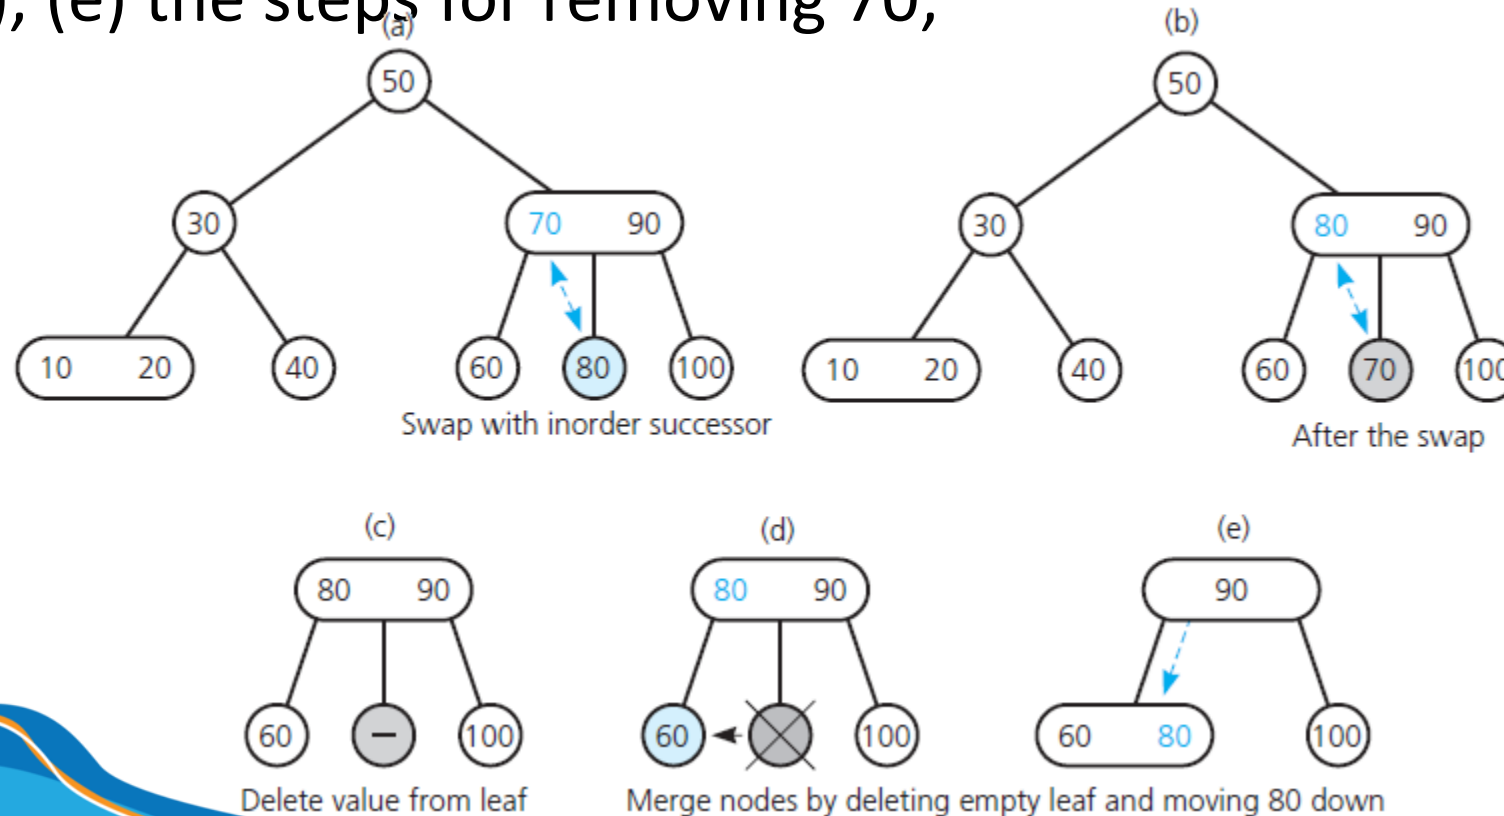 ), (e) the steps for removing 70,
(a)
(b)
50
50
30
70 90
30
80 90
10 20
40
60
80
100
10 20
40
60
70
Swap with inorder successor
After the swap
(c)
(d)
(e)
80 90
80 90
90
60
–
100
60
100
60 80
100
Delete value from leaf
Merge nodes by deleting empty leaf and moving 80 down